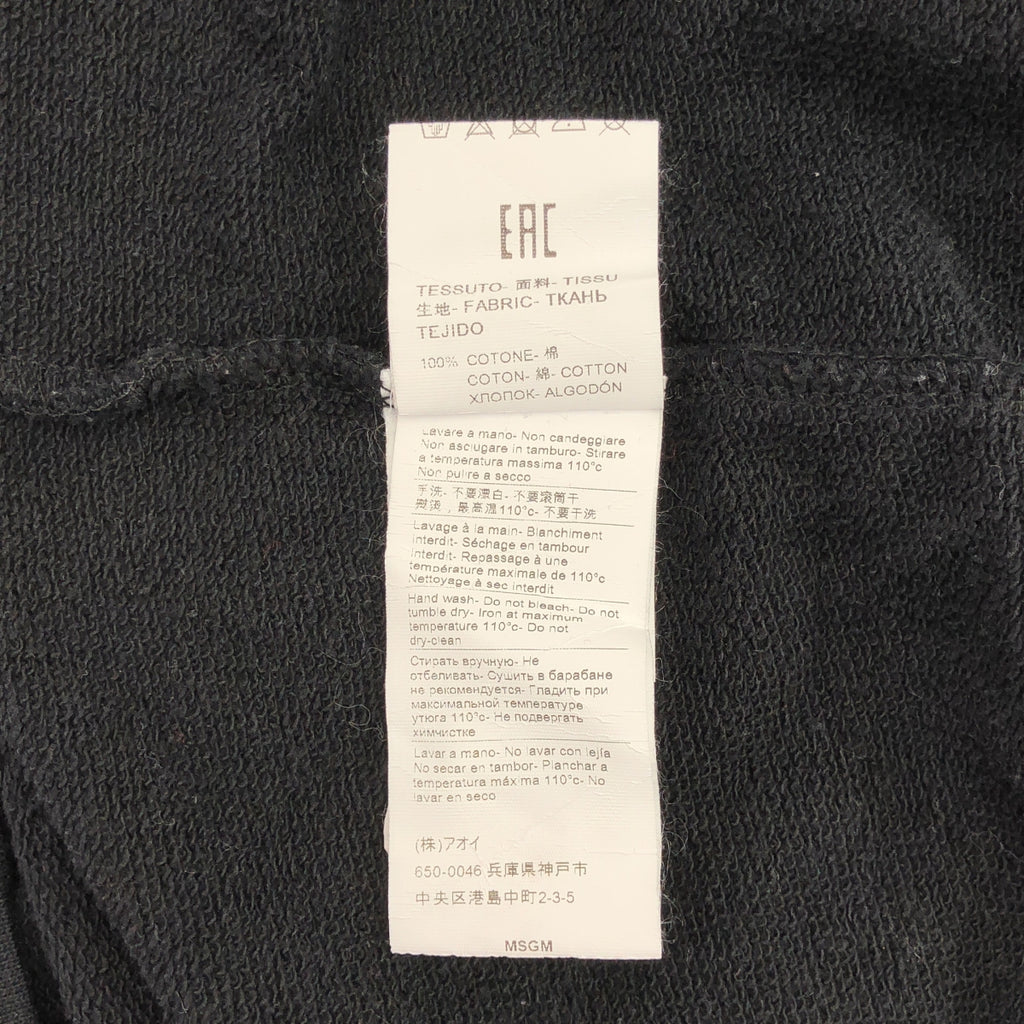 EAC
TESSUTO- 面料- TISSU
生地- FABRIC- ТКАНЬ
TEJIDO
100% COTONE- 棉
COTON- 綿- COTTON
ХЛОПОК- ALGODÓN
Lavare a mano- Non candeggiare
Non asciugare in tamburo- Stirare
a temperatura massima 110°c
Non pulire a secco
手洗- 不要漂白- 不要滚筒干
熨烫，最高温110°c- 不要干洗
Lavage à la main- Blanchiment
interdit- Séchage en tambour
interdit- Repassage à une
température maximale de 110°c
Nettoyage à sec interdit
Hand wash- Do not bleach- Do not
tumble dry- Iron at maximum
temperature 110°c- Do not
dry-clean
Стирать вручную- Не
отбеливать- Сушить в барабане
не рекомендуется- Гладить при
максимальной температуре
утюга 110°c- Не подвергать
химчистке
Lavar a mano- No lavar con lejía
No secar en tambor- Planchar a
temperatura máxima 110°c- No
lavar en seco
(株)アオイ
650-0046 兵庫県神戸市
中央区港島中町2-3-5
MSGM